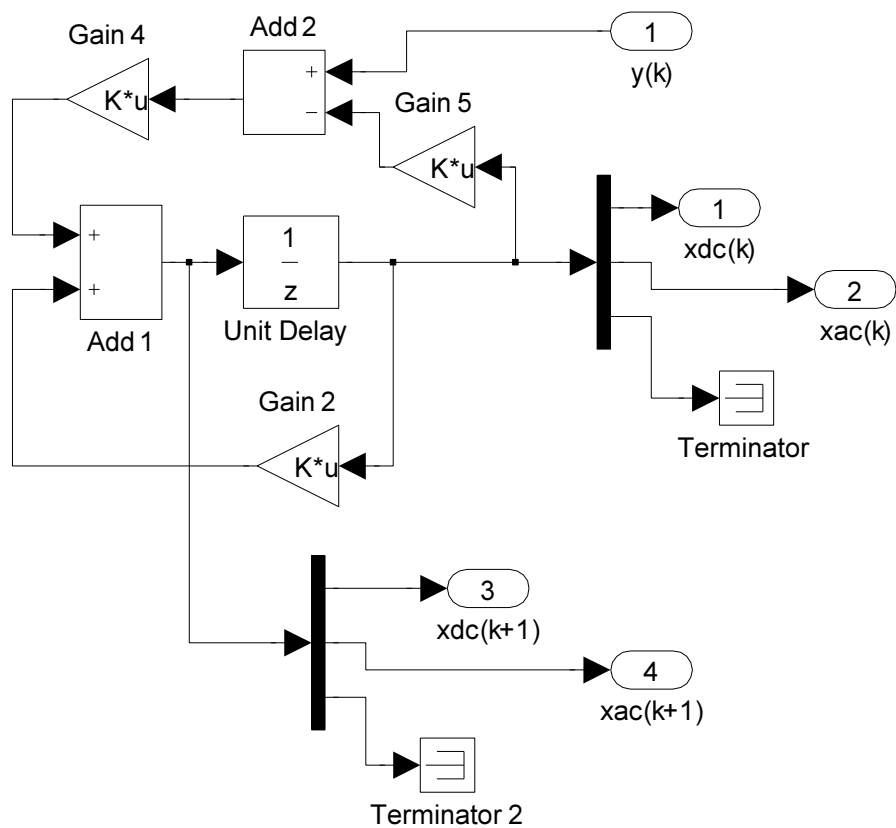 Add 2
1
Gain 4
y(k)
+
K*u
Gain 5
−
K*u
1
+
1
z
xdc(k)
+
2
Add 1
Unit Delay
xac(k)
Gain 2
K*u
Terminator
3
xdc(k+1)
4
xac(k+1)
Terminator 2